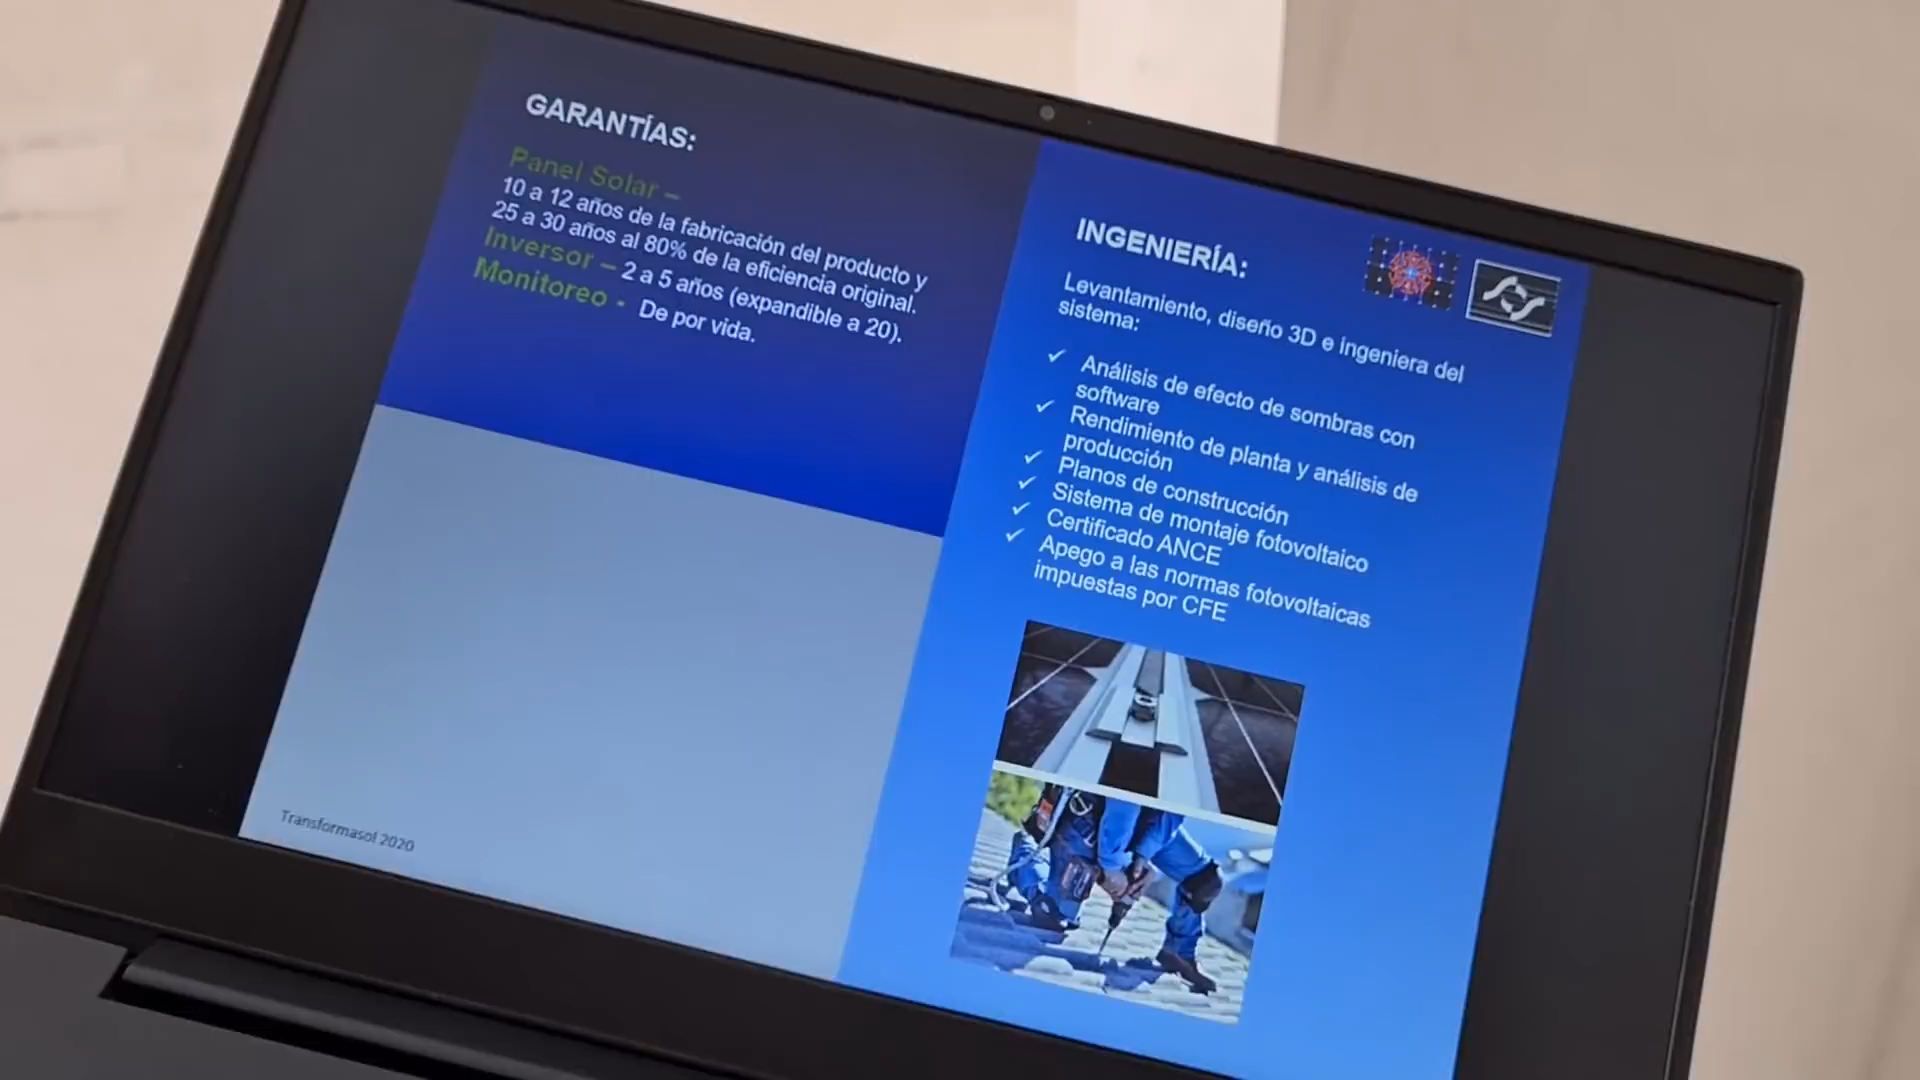 GARANTÍAS:
Panel Solar –
10 a 12 años de la fabricación del producto y
25 a 30 años al 80% de la eficiencia original.
Inversor – 2 a 5 años (expandible a 20).
Monitoreo - De por vida.
Transformasol 2020
INGENIERÍA:
Levantamiento, diseño 3D e ingeniera del
sistema:
✓ Análisis de efecto de sombras con
software
✓ Rendimiento de planta y análisis de
producción
✓ Planos de construcción
✓ Sistema de montaje fotovoltaico
✓ Certificado ANCE
✓ Apego a las normas fotovoltaicas
impuestas por CFE